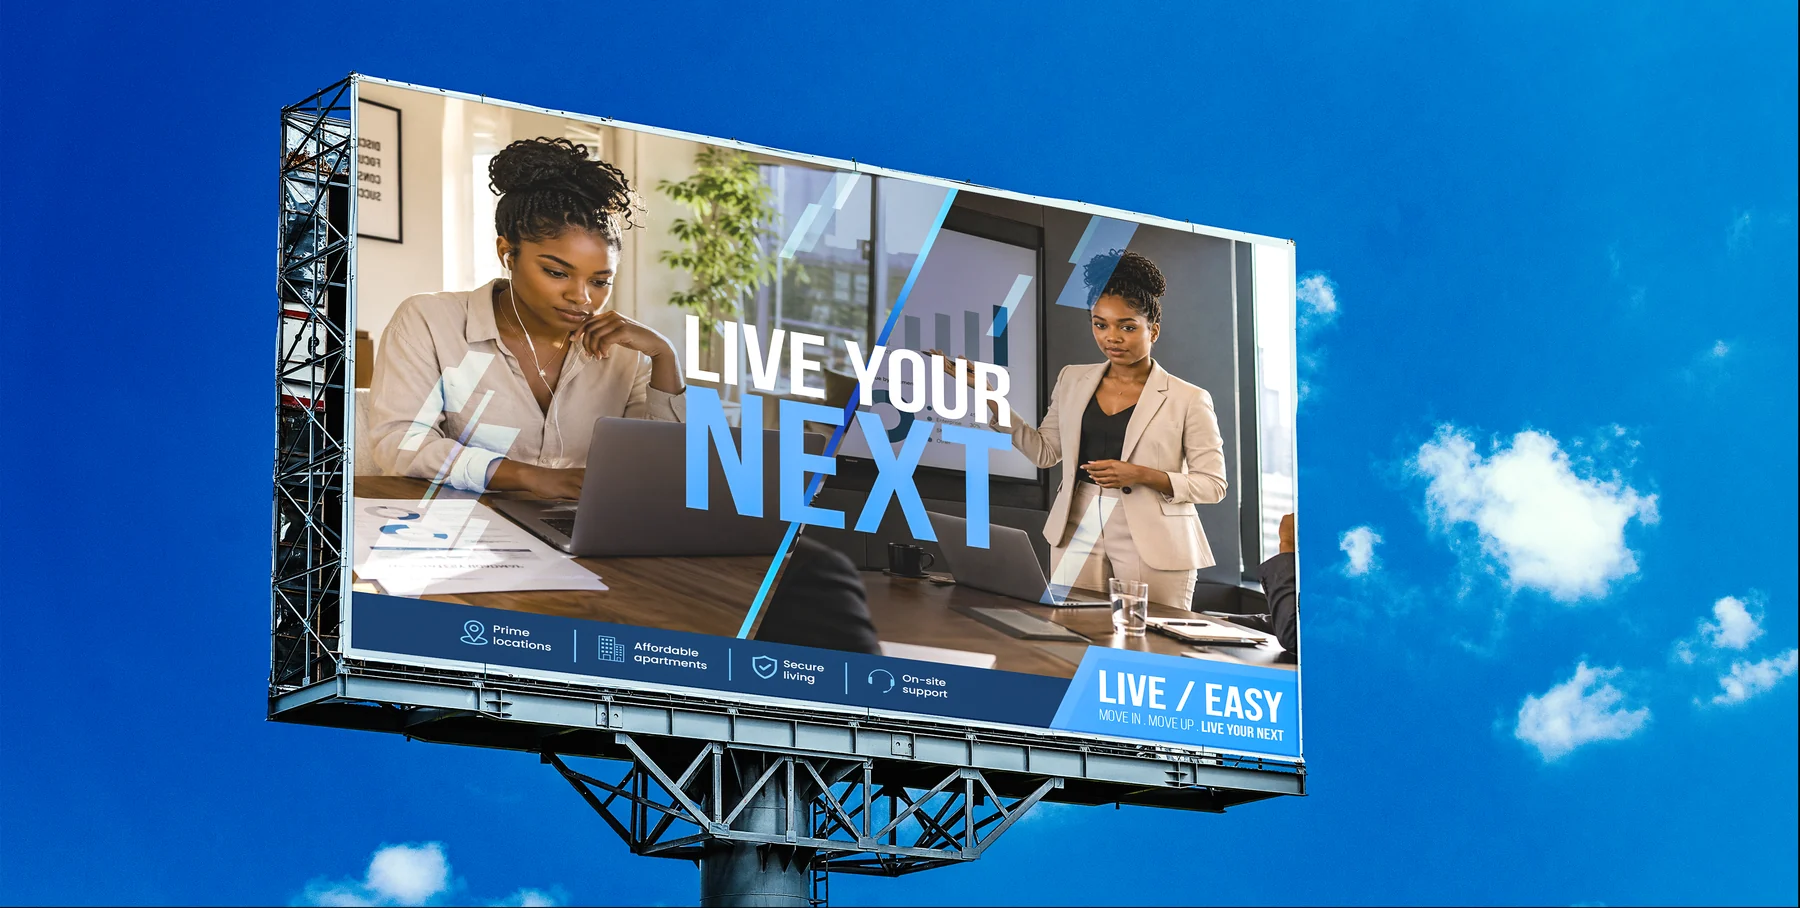 LIVE YOUR
NEXT
Prime
locations
Affordable
apartments
Secure
living
On-site
support
LIVE / EASY
MOVE IN . MOVE UP . LIVE YOUR NEXT